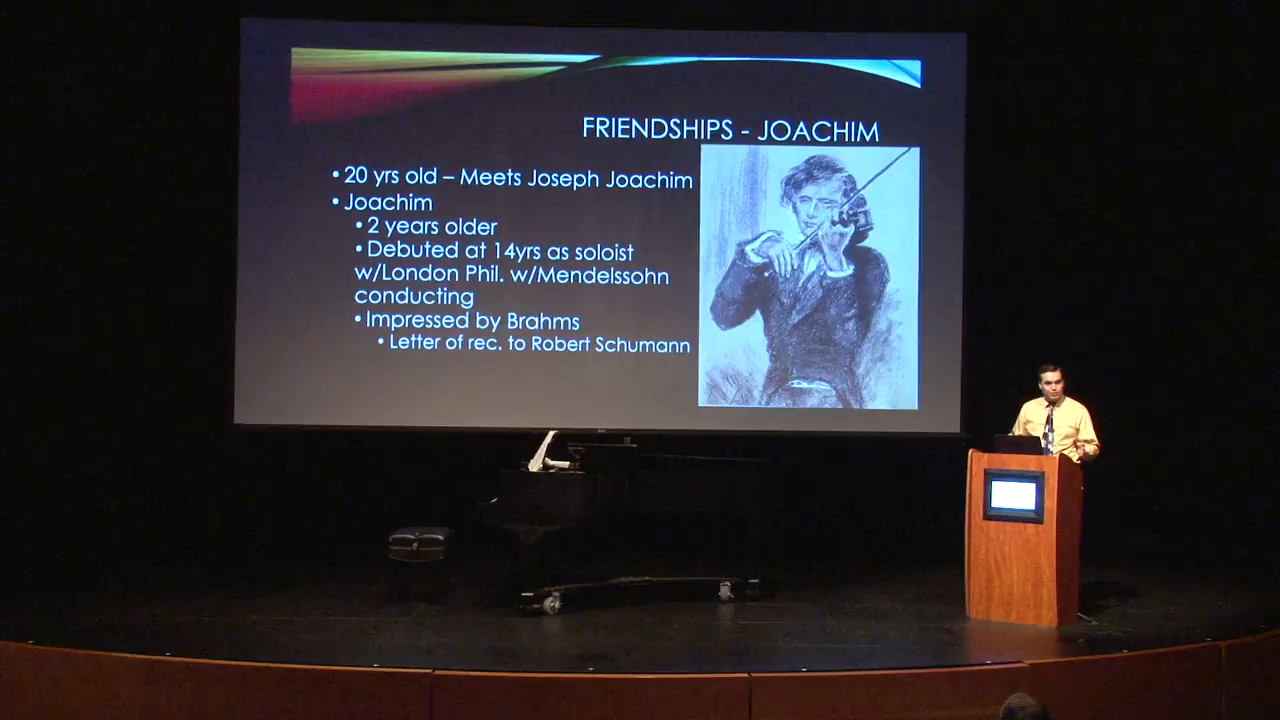 FRIENDSHIPS - JOACHIM
• 20 yrs old – Meets Joseph Joachim
• Joachim
• 2 years older
• Debuted at 14yrs as soloist
w/London Phil. w/Mendelssohn
conducting
• Impressed by Brahms
• Letter of rec. to Robert Schumann